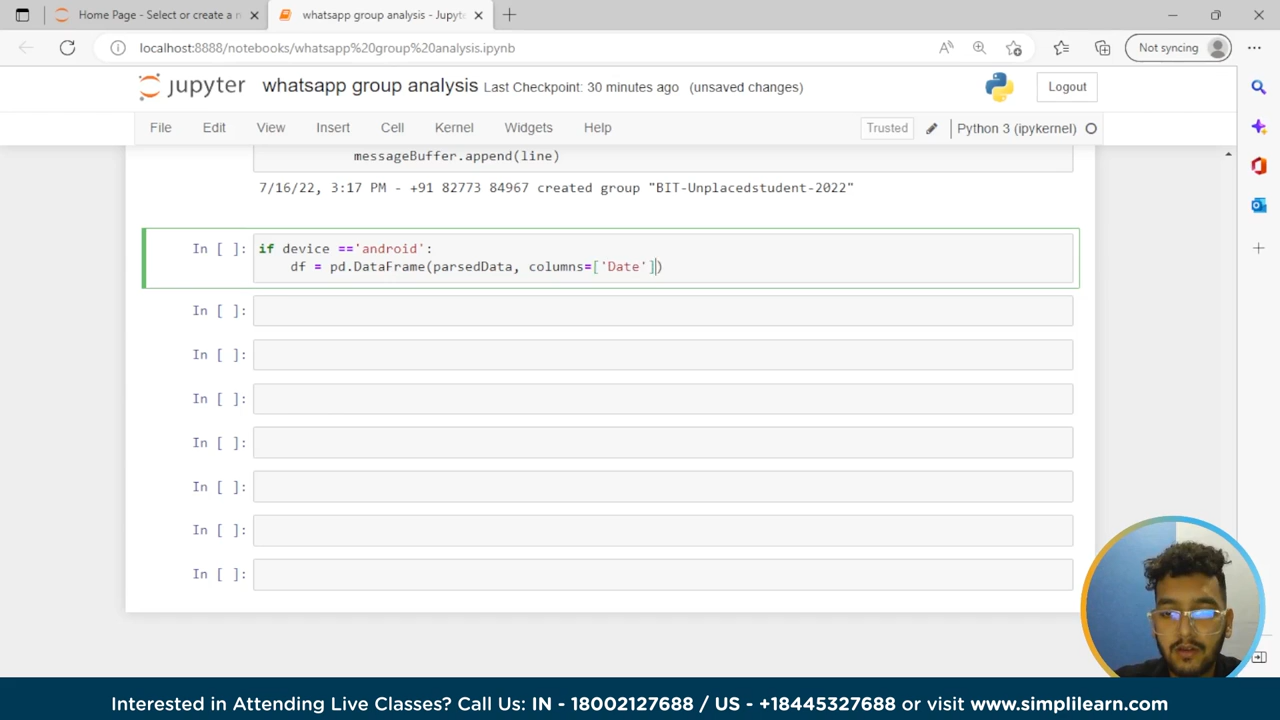 Home Page - Select or create a n
whatsapp group analysis - Jupyte
localhost:8888/notebooks/whatsapp%20group%20analysis.ipynb
Not syncing
jupyter whatsapp group analysis Last Checkpoint: 30 minutes ago (unsaved changes)
Logout
File Edit View Insert Cell Kernel Widgets Help
Trusted Python 3 (ipykernel)
messageBuffer.append(line)
7/16/22, 3:17 PM - +91 82773 84967 created group "BIT-Unplacedstudent-2022"
In [ ]: if device =='android':
df = pd.DataFrame(parsedData, columns=['Date'])
In [ ]:
In [ ]:
In [ ]:
In [ ]:
In [ ]:
In [ ]:
In [ ]:
Interested in Attending Live Classes? Call Us: IN - 18002127688 / US - +18445327688 or visit www.simplilearn.com